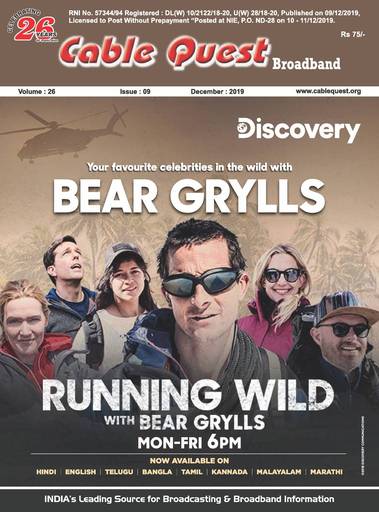 CELEBRATING
26 YEARS
RNI No. 57344/94 Registered : DL(W) 10/2122/18-20, U(W) 28/18-20, Published on 09/12/2019,
Licensed to Post Without Prepayment "Posted at NIE, P.O. ND-28 on 10 - 11/12/2019.
Rs 75/-
Cable Quest
Broadband
Volume : 26 Issue : 09 December : 2019 www.cablequest.org
Discovery
Your favourite celebrities in the wild with
BEAR GRYLLS
RUNNING WILD
WITH BEAR GRYLLS
MON-FRI 6PM
NOW AVAILABLE ON
HINDI | ENGLISH | TELUGU | BANGLA | TAMIL | KANNADA | MALAYALAM | MARATHI
©2019 DISCOVERY COMMUNICATIONS
INDIA's Leading Source for Broadcasting & Broadband Information